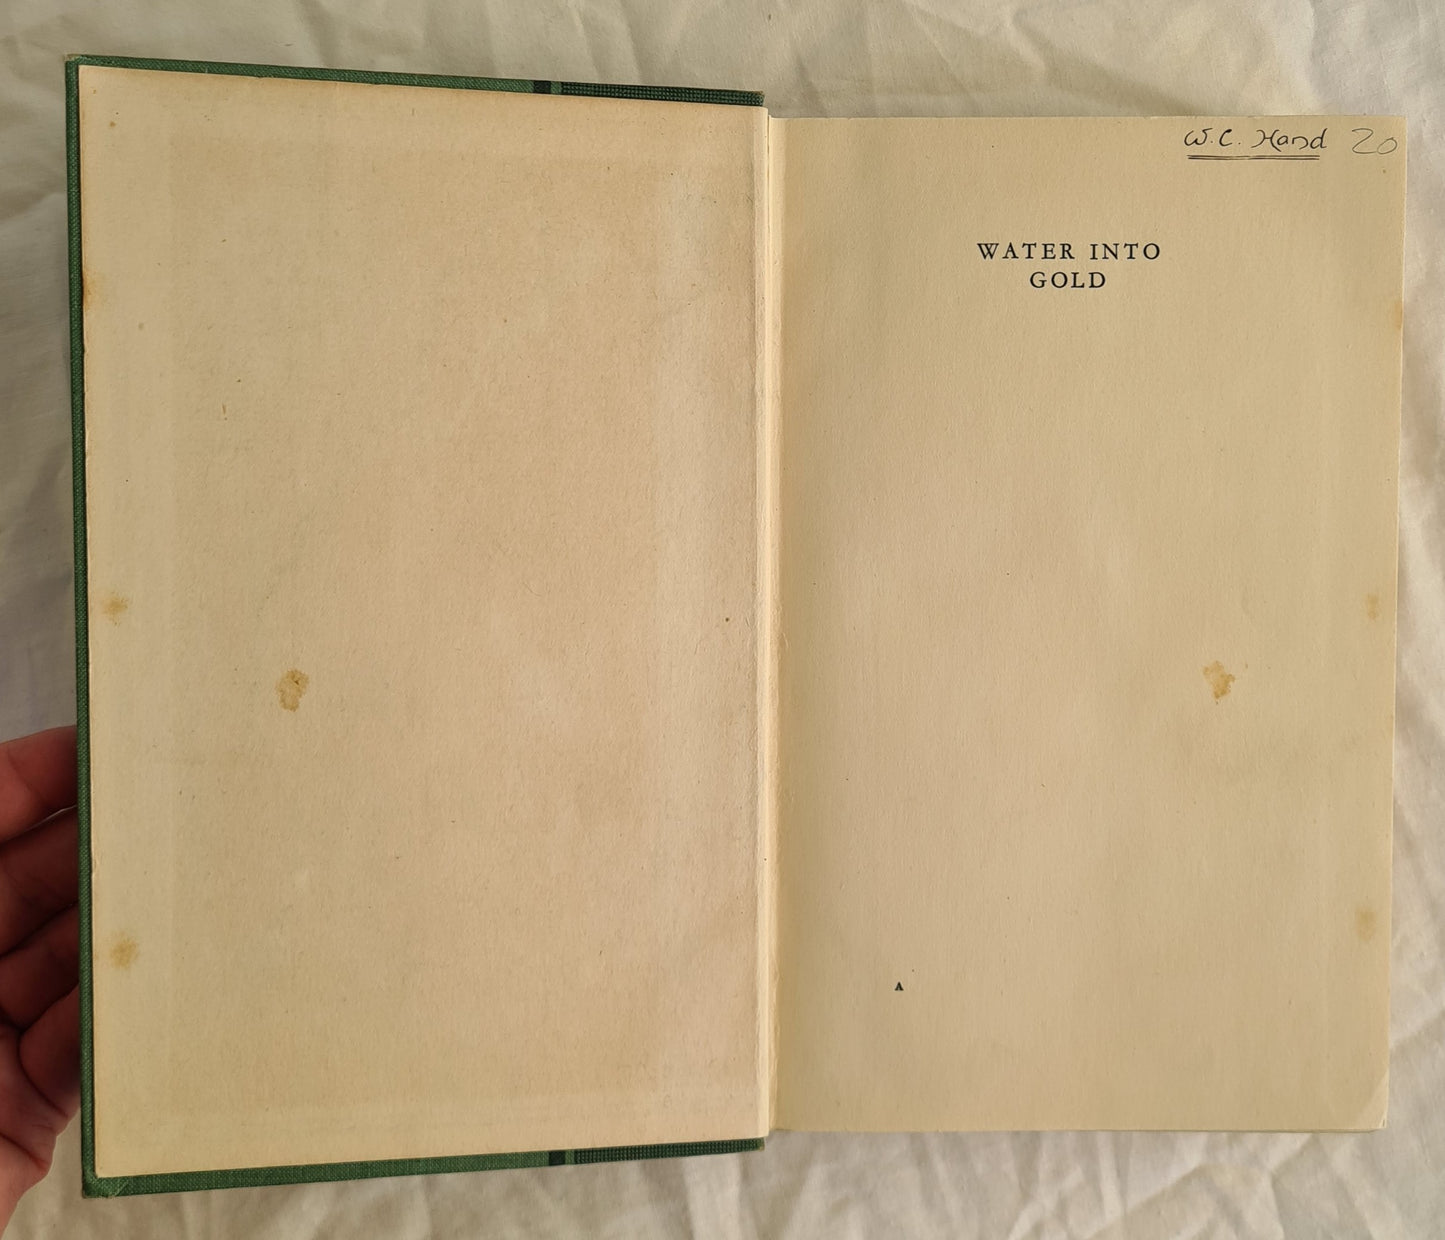 W. C. Hand 20
WATER INTO
GOLD
A